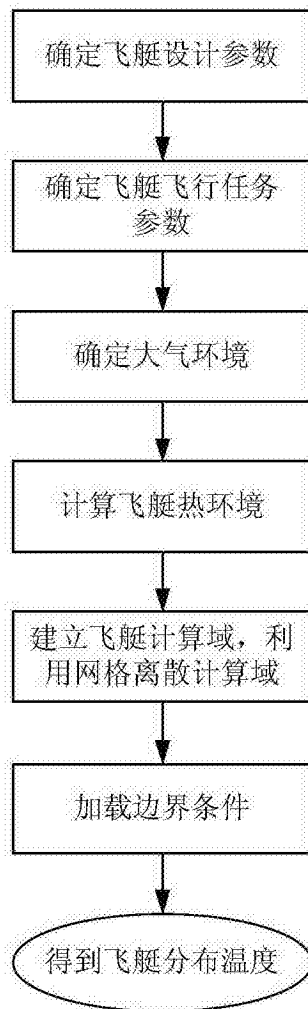 确定飞艇设计参数
确定飞艇飞行任务
参数
确定大气环境
计算飞艇热环境
建立飞艇计算域，利
用网格离散计算域
加载边界条件
得到飞艇分布温度